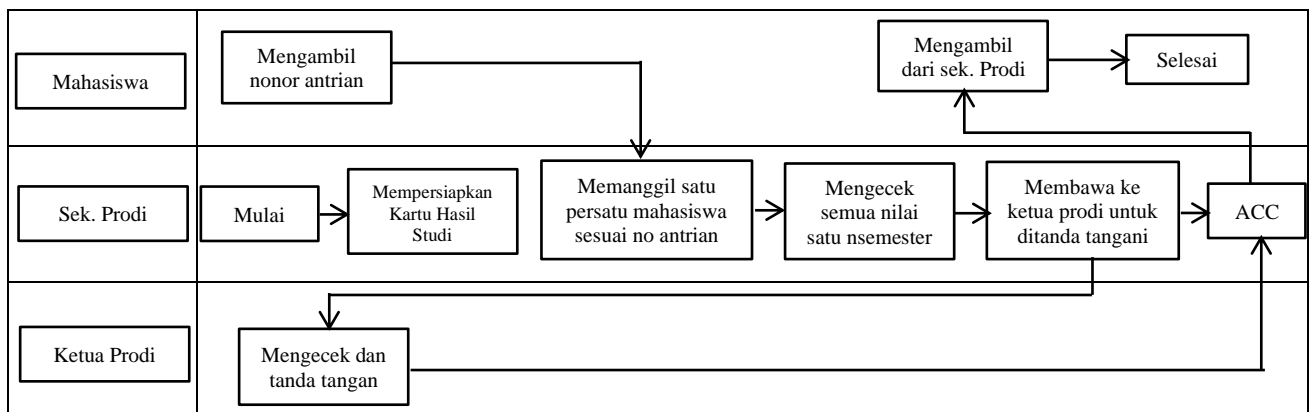 Mahasiswa
Mengambil
nonor antrian
Mengambil
dari sek. Prodi
Selesai
Sek. Prodi
Mulai
Mempersiapkan
Kartu Hasil
Studi
Memanggil satu
persatu mahasiswa
sesuai no antrian
Mengecek
semua nilai
satu nsemester
Membawa ke
ketua prodi untuk
ditanda tangani
ACC
Ketua Prodi
Mengecek dan
tanda tangan